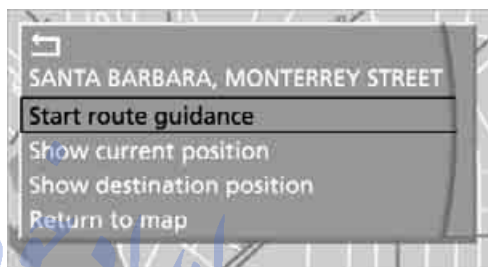 SANTA BARBARA, MONTERREY STREET
Start route guidance
Show current position
Show destination position
Return to map